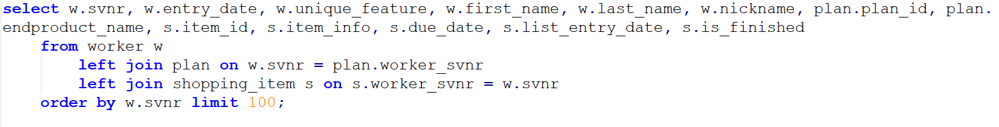 select w.svnr, w.entry_date, w.unique_feature, w.first_name, w.last_name, w.nickname, plan.plan_id, plan.
endproduct_name, s.item_id, s.item_info, s.due_date, s.list_entry_date, s.is_finished
from worker w
left join plan on w.svnr = plan.worker_svnr
left join shopping_item s on s.worker_svnr = w.svnr
order by w.svnr limit 100;